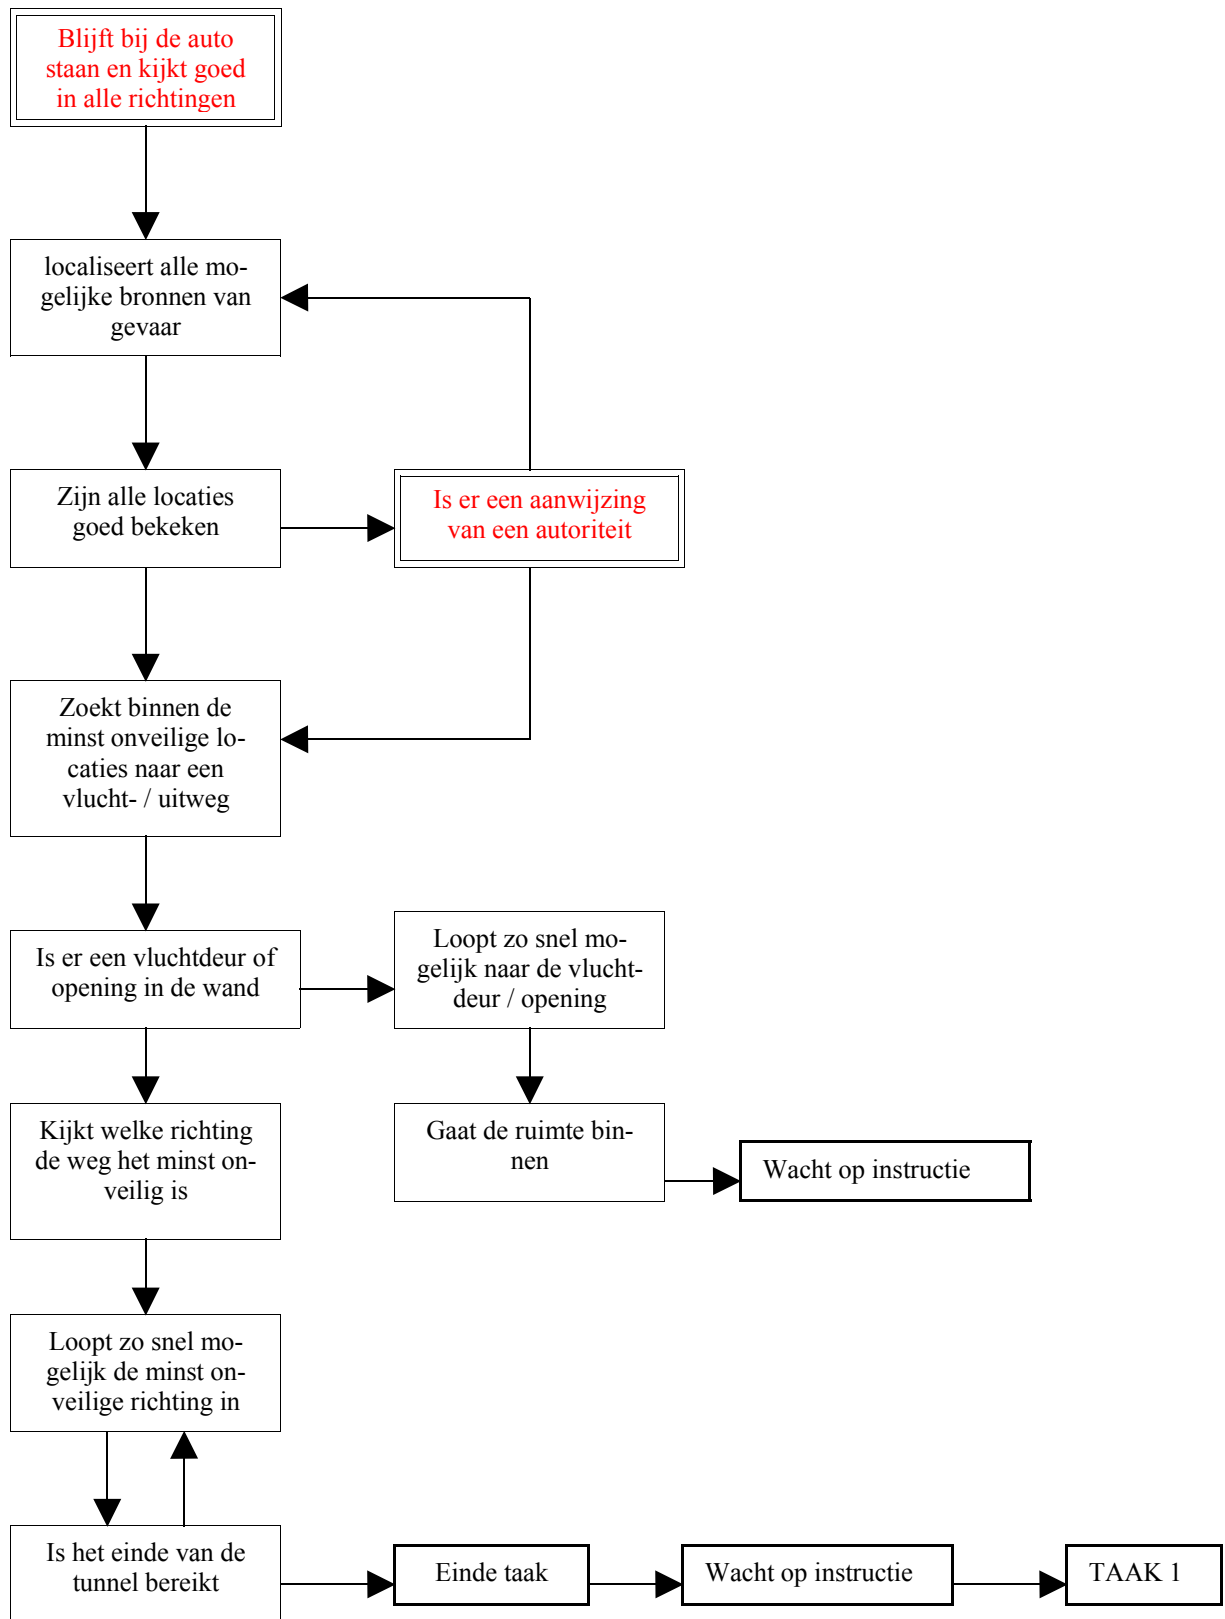 Blijft bij de auto
staan en kijkt goed
in alle richtingen
localiseert alle mo-
gelijke bronnen van
gevaar
Zijn alle locaties
goed bekeken
Is er een aanwijzing
van een autoriteit
Zoekt binnen de
minst onveilige lo-
caties naar een
vlucht- / uitweg
Is er een vluchtdeur of
opening in de wand
Loopt zo snel mo-
gelijk naar de vlucht-
deur / opening
Kijkt welke richting
de weg het minst on-
veilig is
Gaat de ruimte bin-
nen
Wacht op instructie
Loopt zo snel mo-
gelijk de minst on-
veilige richting in
Is het einde van de
tunnel bereikt
Einde taak
Wacht op instructie
TAAK 1